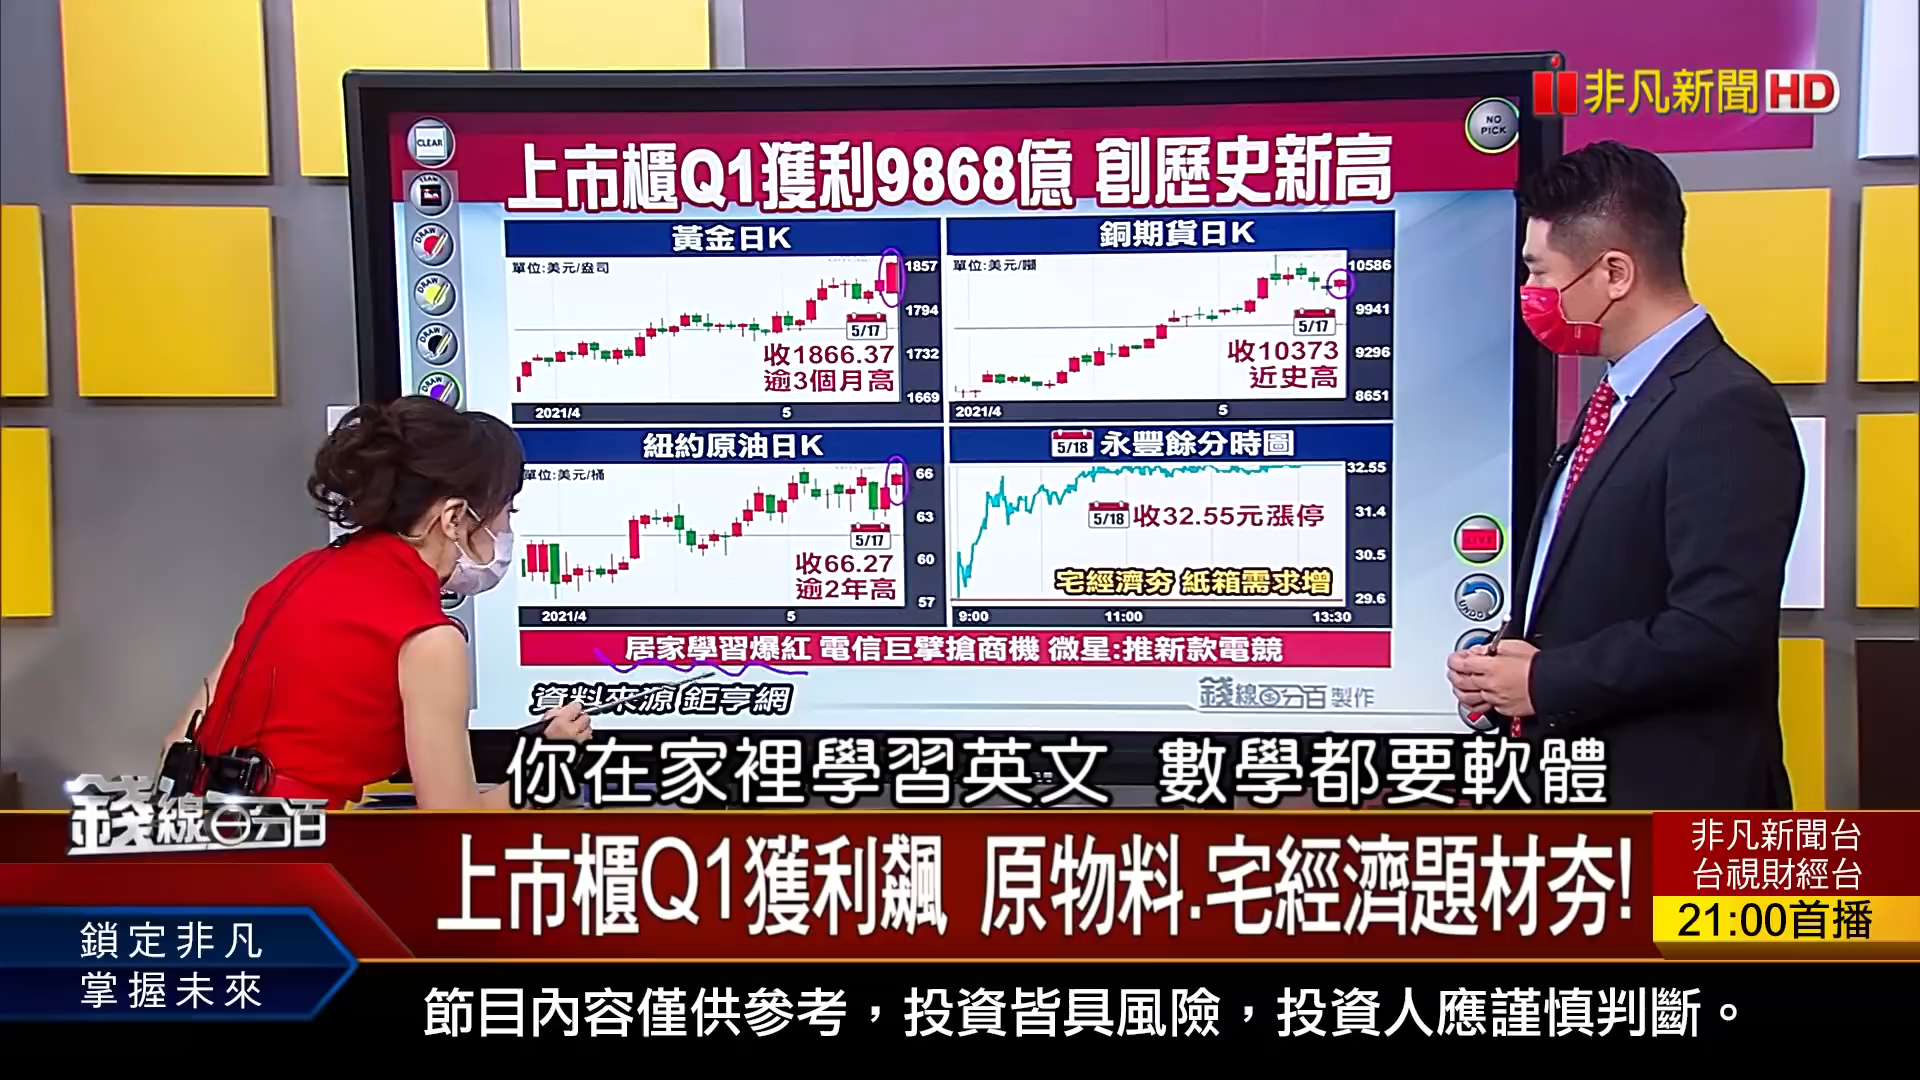 非凡新聞HD
CLEAR
NO PICK
DRAW
DRAW
DRAW
DRAW
UNDO
上市櫃Q1獲利9868億 創歷史新高
黃金日K
單位:美元/盎司
1857
1794
1732
1669
5/17
收1866.37
逾3個月高
2021/4
5
銅期貨日K
單位:美元/噸
10586
9941
9296
8651
5/17
收10373
近史高
2021/4
5
紐約原油日K
單位:美元/桶
66
63
60
57
5/17
收66.27
逾2年高
2021/4
5
5/18 永豐餘分時圖
32.55
31.4
30.5
29.6
5/18 收32.55元漲停
宅經濟夯 紙箱需求增
9:00
11:00
13:30
居家學習爆紅 電信巨擘搶商機 微星:推新款電競
資料來源 鉅亨網
錢線百分百 製作
你在家裡學習英文 數學都要軟體
錢線百分百
上市櫃Q1獲利飆 原物料.宅經濟題材夯!
非凡新聞台
台視財經台
21:00首播
鎖定非凡
掌握未來
節目內容僅供參考，投資皆具風險，投資人應謹慎判斷。